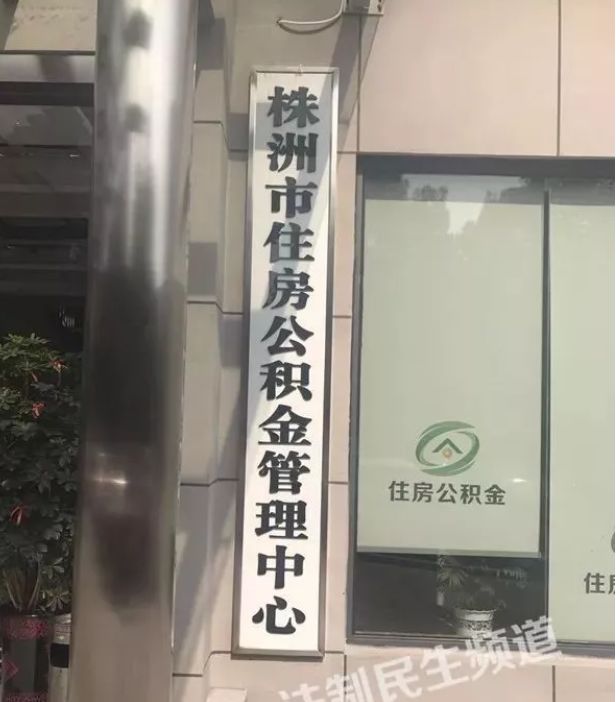 株洲市住房公积金管理中心
住房公积金
住房
法制民生频道